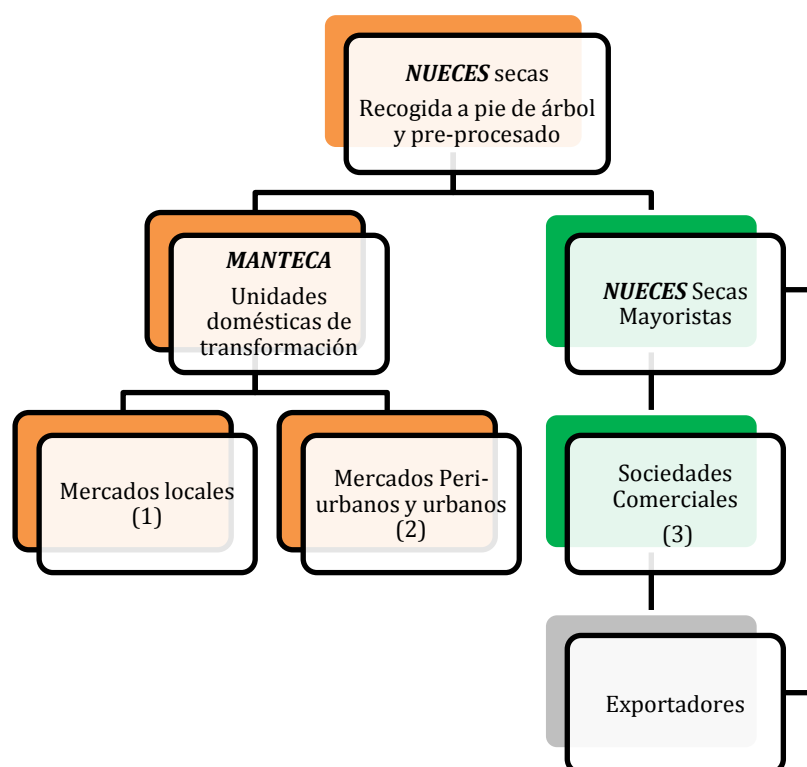 NUECES secas
Recogida a pie de árbol
y pre-procesado
MANTECA
Unidades
domésticas de
transformación
NUECES Secas
Mayoristas
Mercados locales
(1)
Mercados Peri-
urbanos y urbanos
(2)
Sociedades
Comerciales
(3)
Exportadores